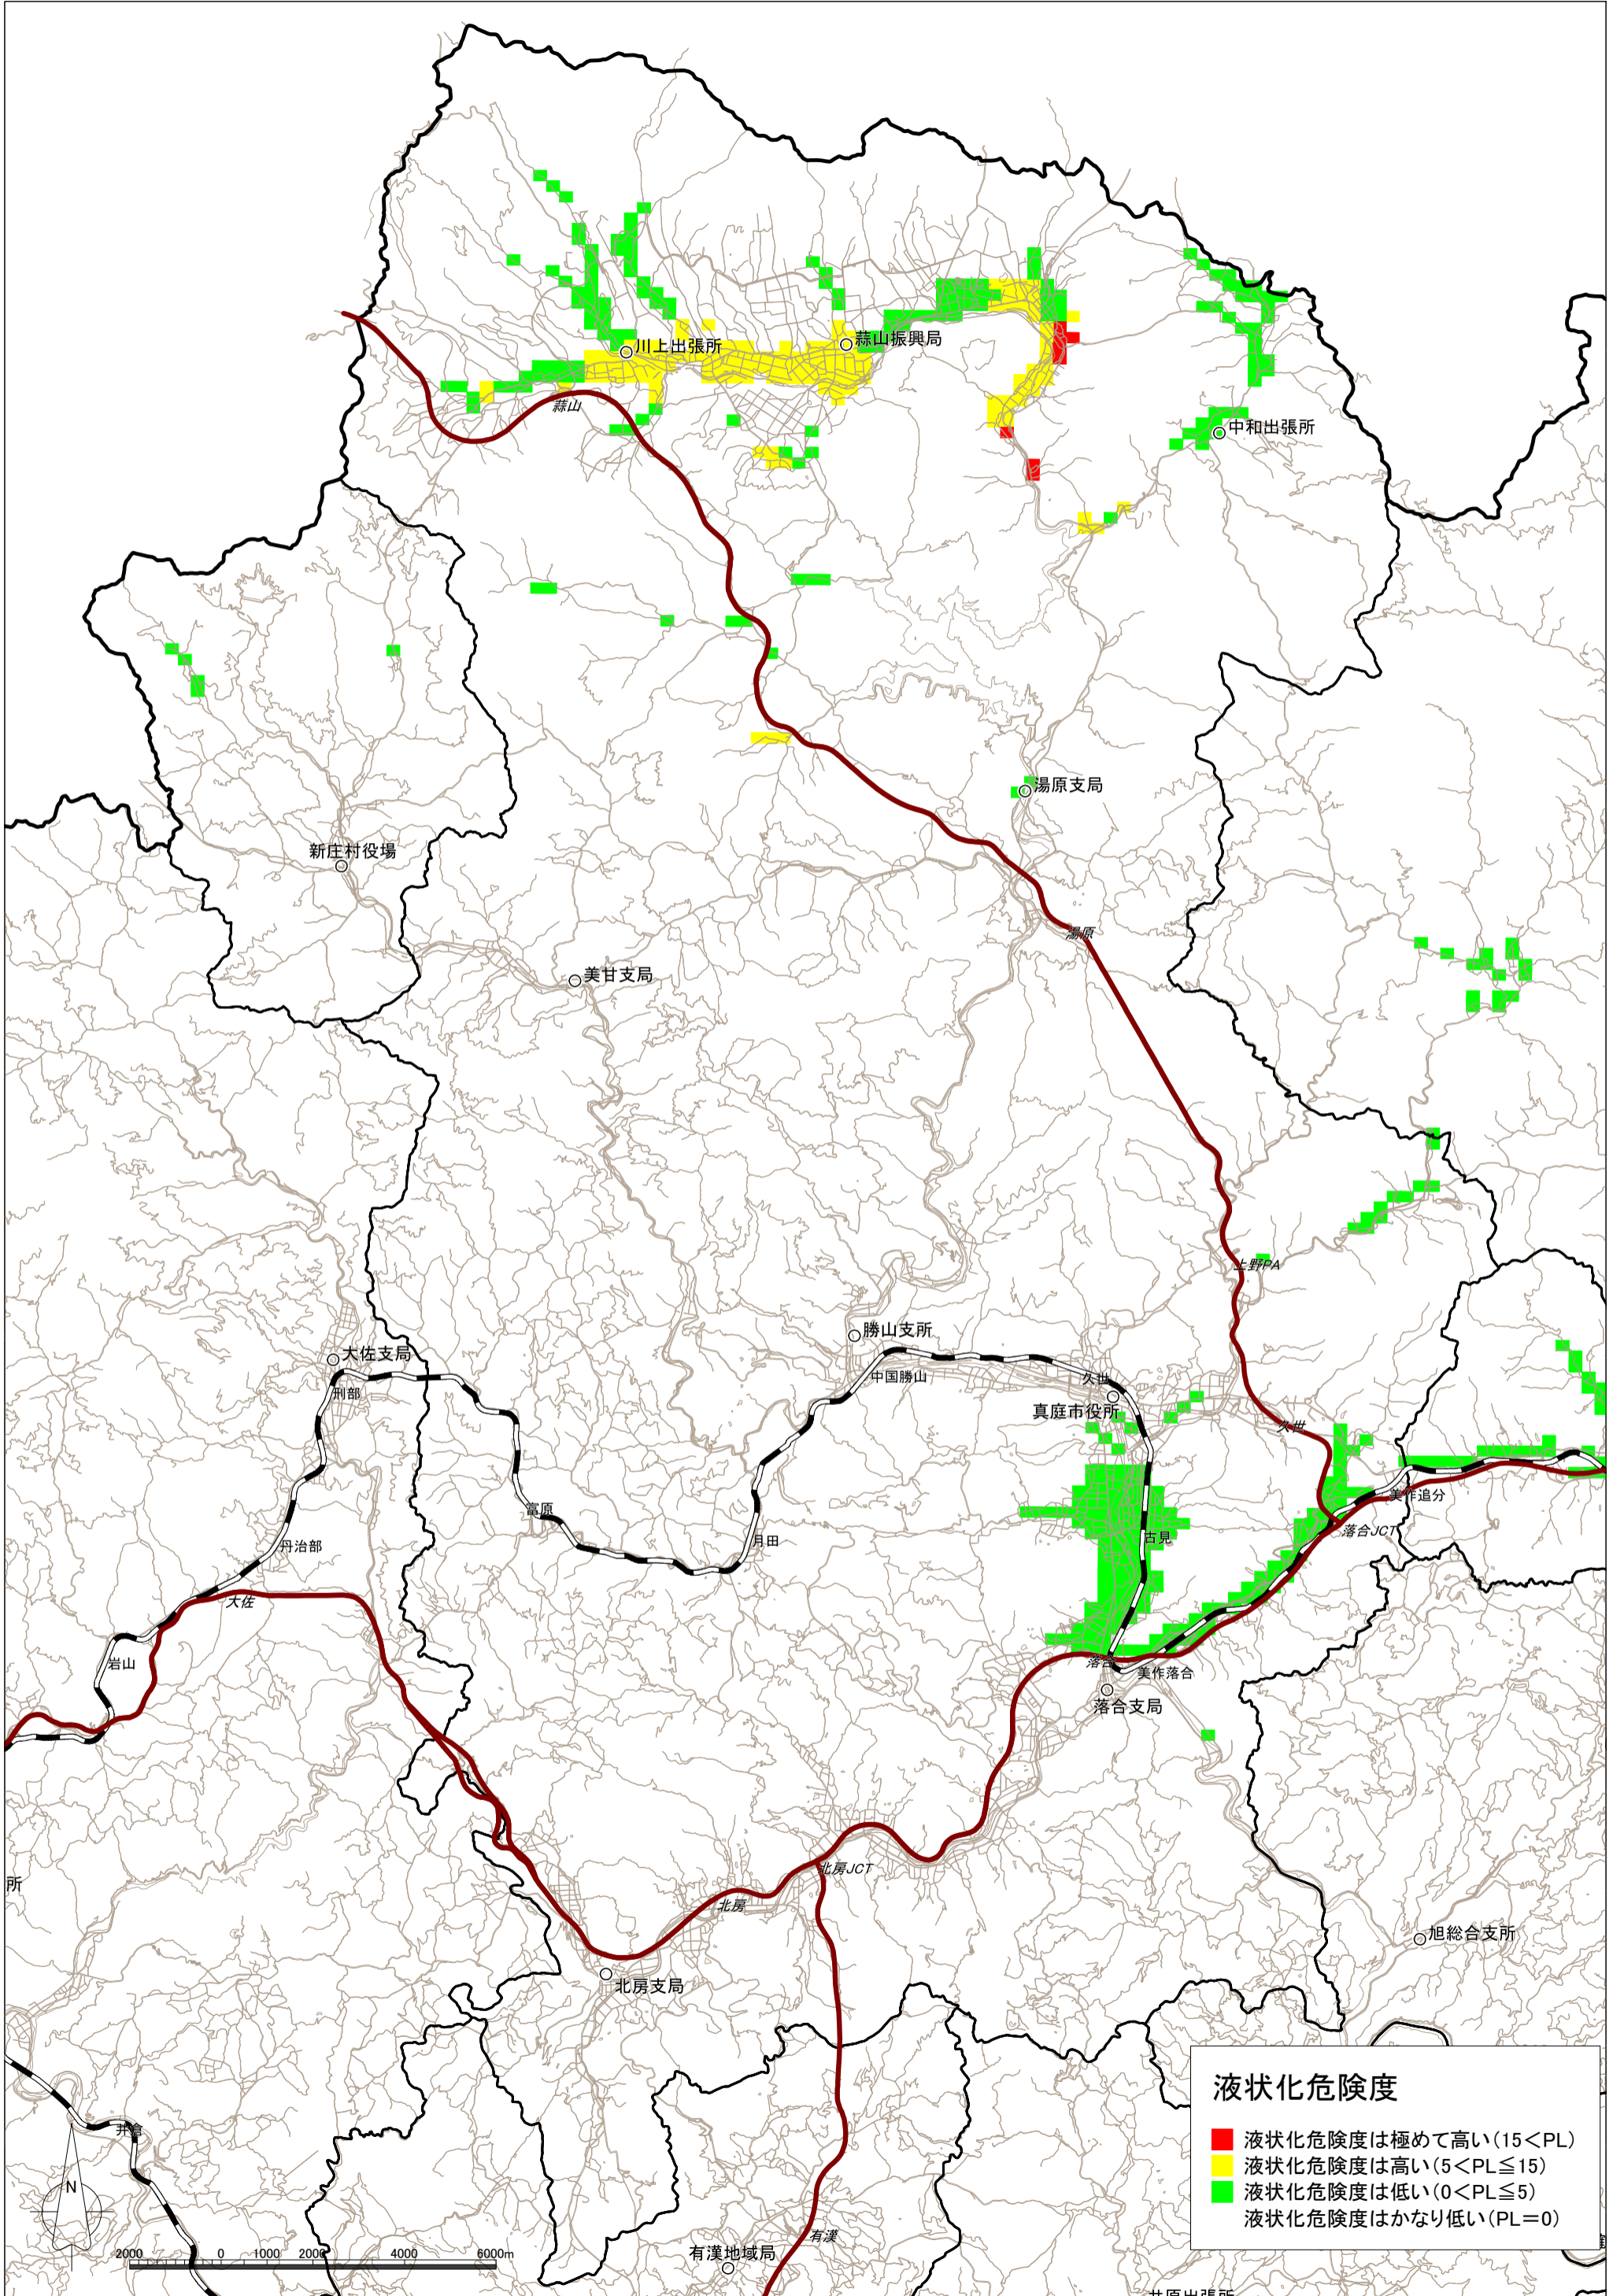 川上出張所
蒜山振興局
蒜山
中和出張所
湯原支局
新庄村役場
湯原
美甘支局
上野PA
勝山支所
大佐支局
中国勝山
久世
刑部
真庭市役所
久世
美作追分
富原
落合JCT
古見
月田
丹治部
大佐
岩山
落合
美作落合
落合支局
北房JCT
所
北房
旭総合支所
北房支局
液状化危険度
井倉
液状化危険度は極めて高い(15<PL)
液状化危険度は高い(5<PL≦15)
N
液状化危険度は低い(0<PL≦5)
液状化危険度はかなり低い(PL=0)
有漢
有漢地域局
2000 0 1000 2000 4000 6000m